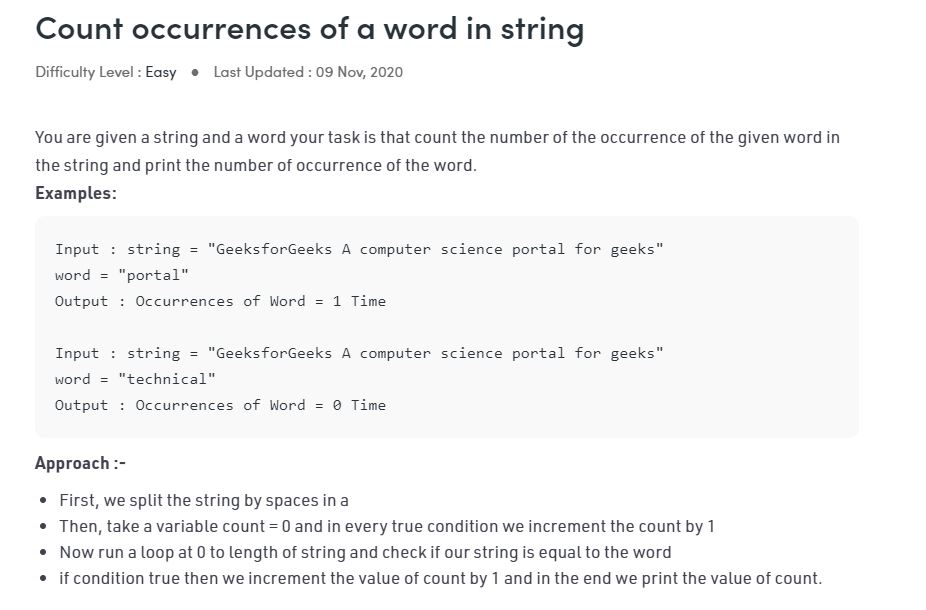 Count occurrences of a word in string
Difficulty Level : Easy ● Last Updated : 09 Nov, 2020
You are given a string and a word your task is that count the number of the occurrence of the given word in
the string and print the number of occurrence of the word.
Examples:
Input : string = "GeeksforGeeks A computer science portal for geeks"
word = "portal"
Output : Occurrences of Word = 1 Time
Input : string = "GeeksforGeeks A computer science portal for geeks"
word = "technical"
Output : Occurrences of Word = 0 Time
Approach :-
• First, we split the string by spaces in a
• Then, take a variable count = 0 and in every true condition we increment the count by 1
• Now run a loop at 0 to length of string and check if our string is equal to the word
• if condition true then we increment the value of count by 1 and in the end we print the value of count.